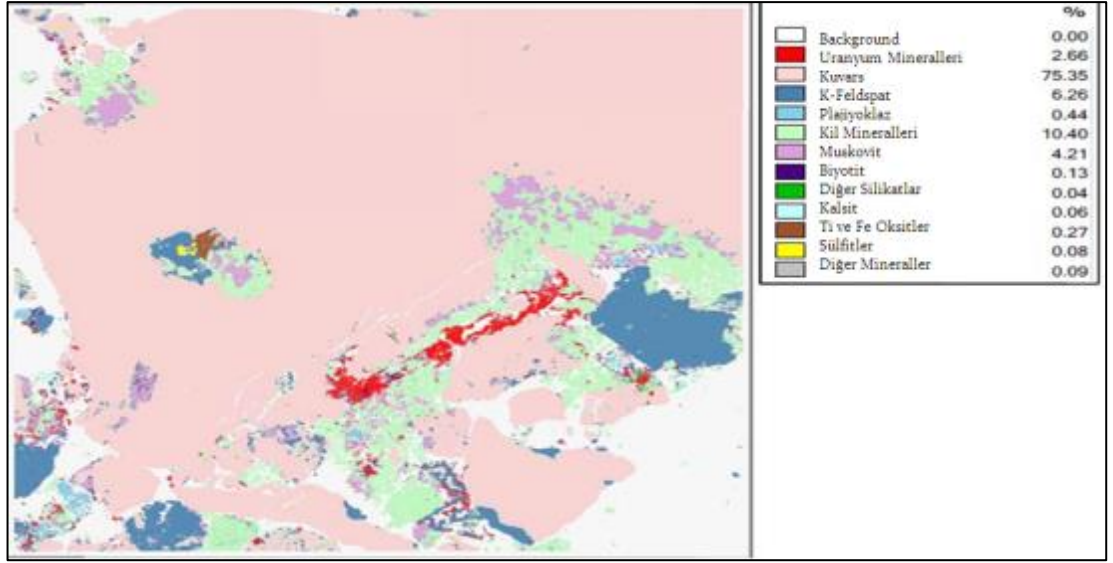 %
Background 0.00
Uranyum Mineralleri 2.66
Kuvars 75.35
K-Feldspat 6.26
Plajiyoklaz 0.44
Kil Mineralleri 10.40
Muskovit 4.21
Biyotit 0.13
Diğer Silikatlar 0.04
Kalsit 0.06
Ti ve Fe Oksitler 0.27
Sülfitler 0.08
Diğer Mineraller 0.09